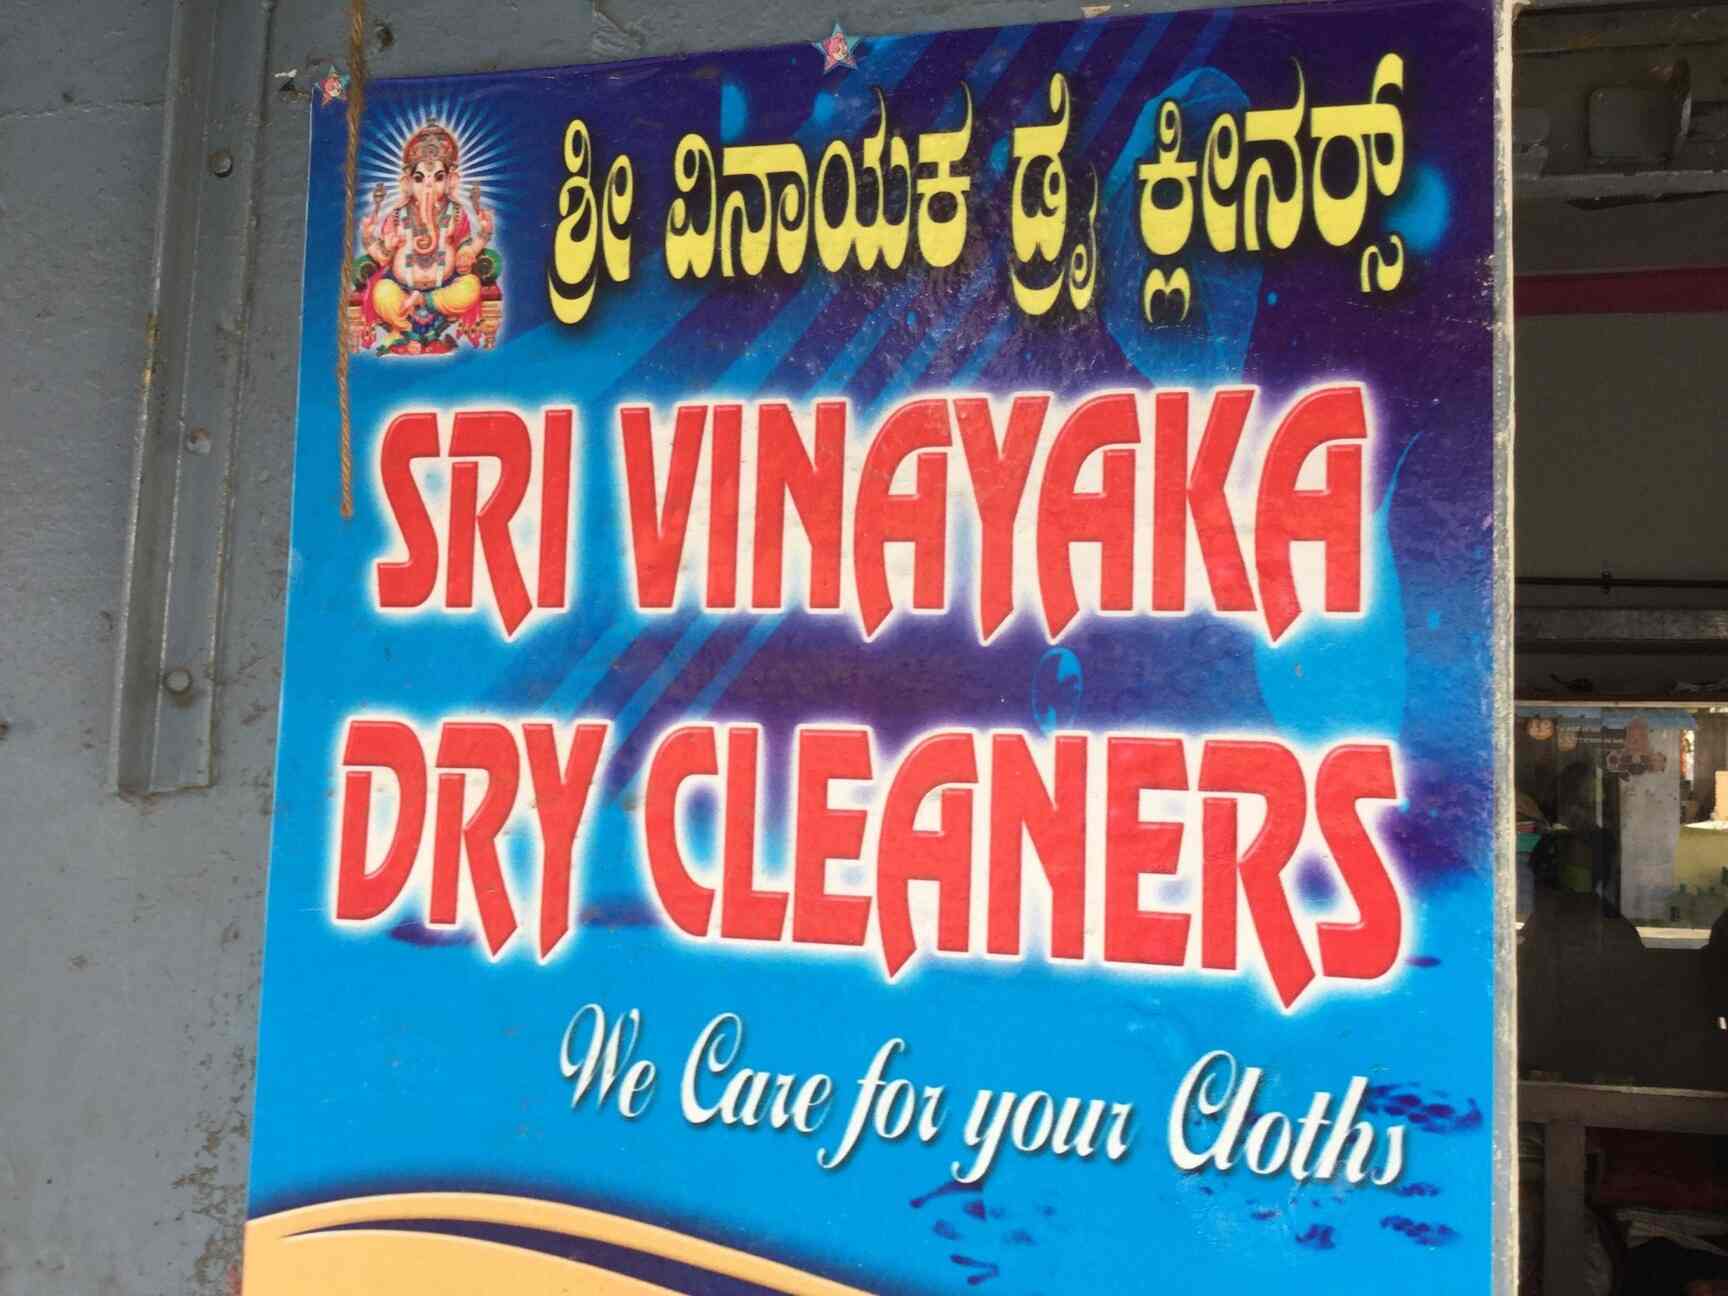 ಶ್ರೀ ವಿನಾಯಕ ಡ್ರೈ ಕ್ಲೀನರ್ಸ್
SRI VINAYAKA
DRY CLEANERS
We Care for your Cloths